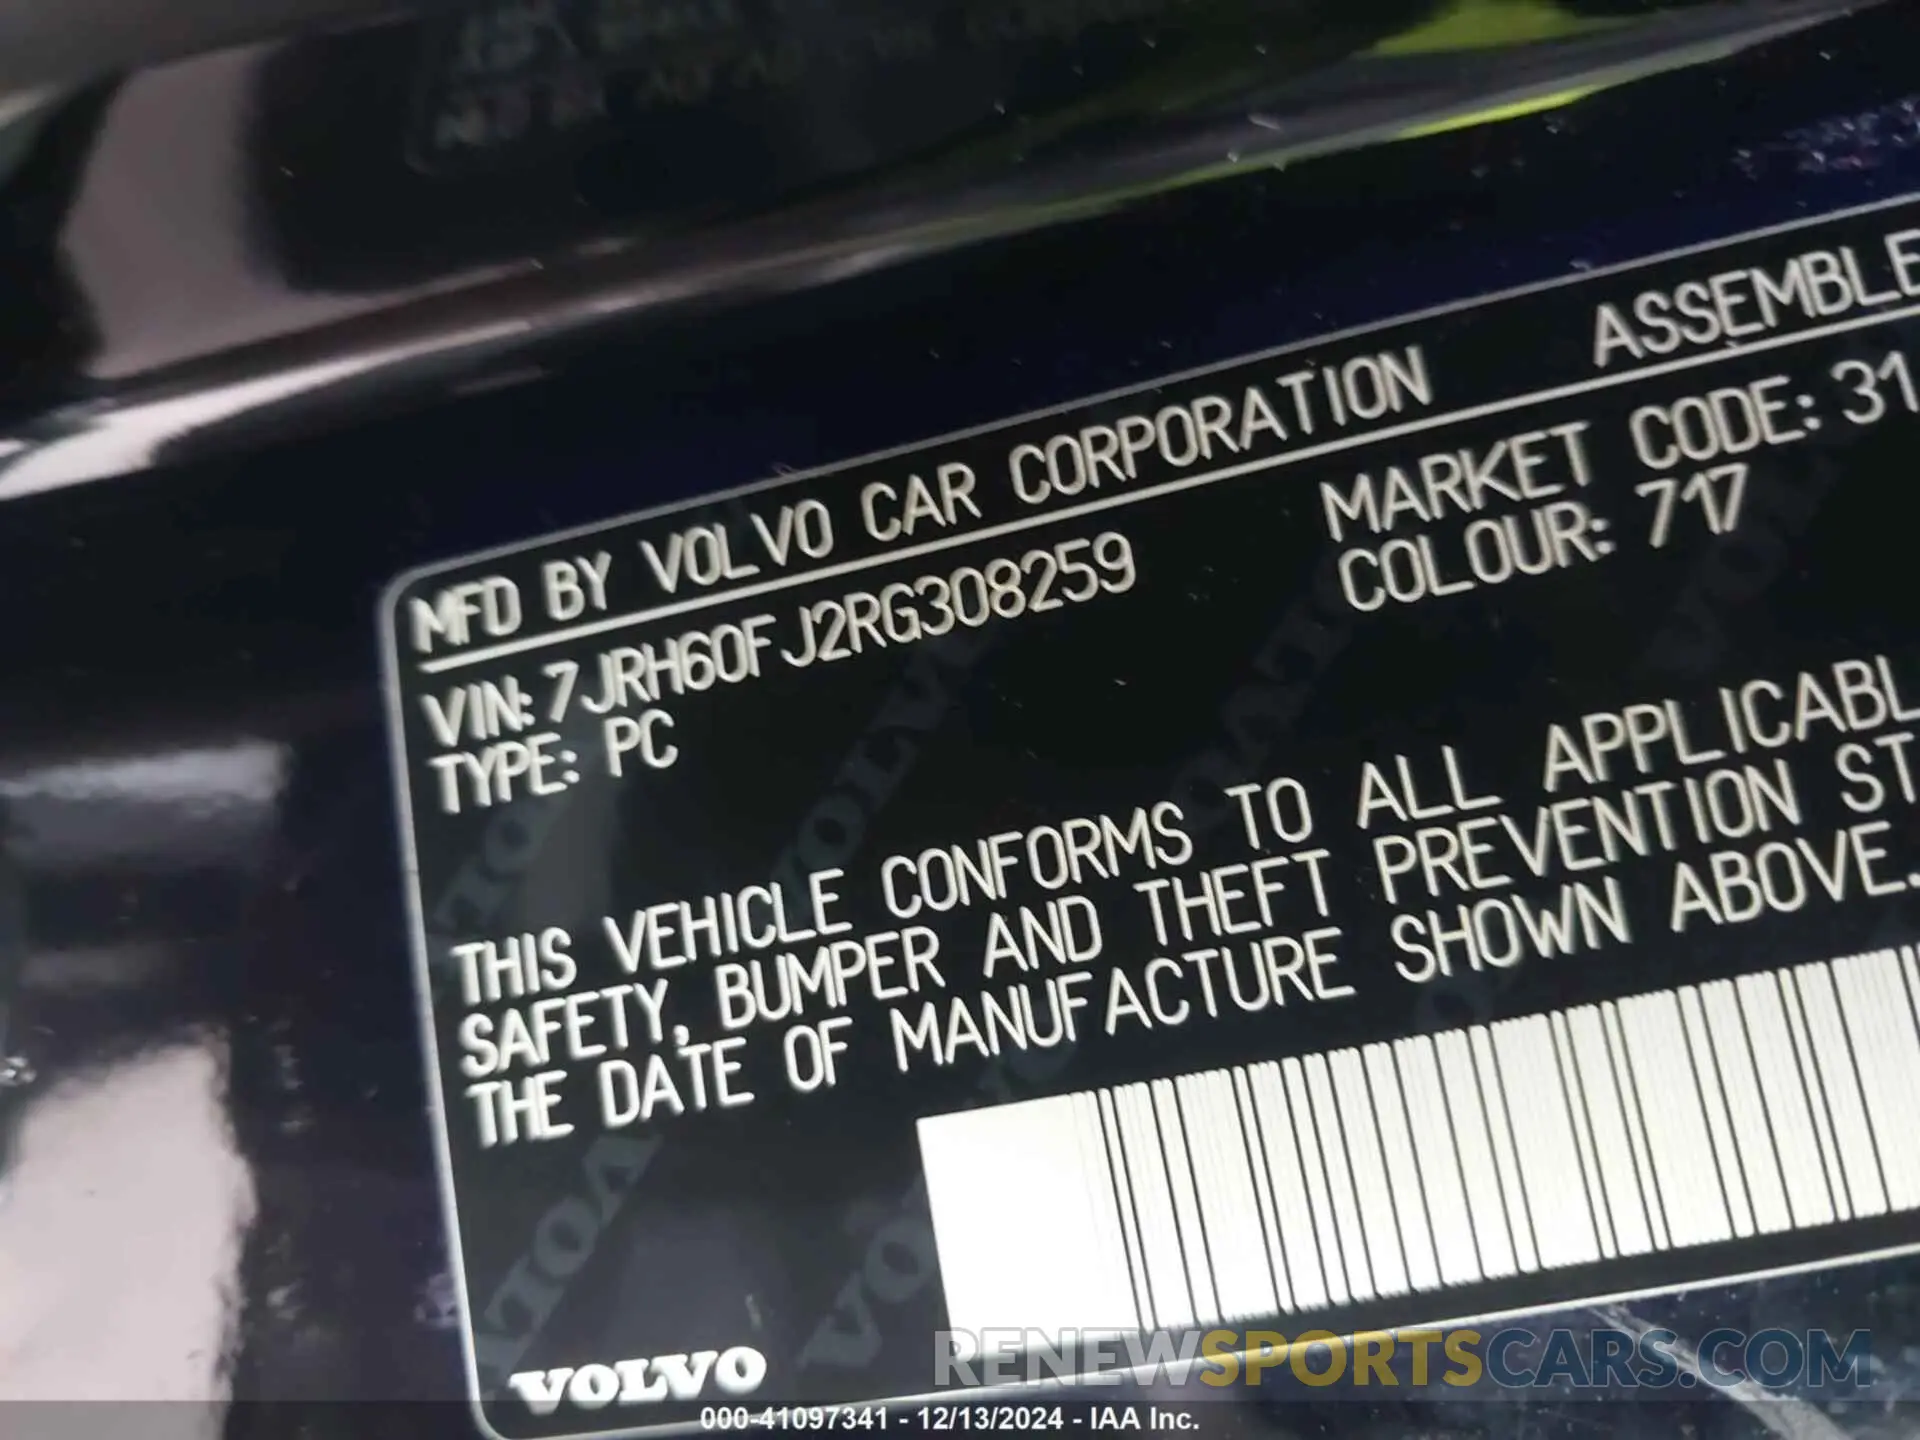 MFD BY VOLVO CAR CORPORATION ASSEMBLE
VIN: 7JRH60FJ2RG308259 MARKET CODE: 31
TYPE: PC COLOUR: 717
THIS VEHICLE CONFORMS TO ALL APPLICABL
SAFETY, BUMPER AND THEFT PREVENTION ST
THE DATE OF MANUFACTURE SHOWN ABOVE.
VOLVO
RENEWSPORTSCARS.COM
000-41097341 - 12/13/2024 - IAA Inc.